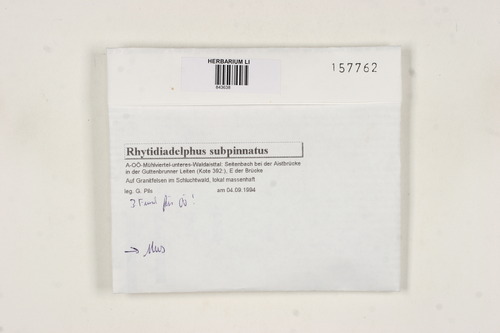 HERBARIUM LI
843638
157762
Rhytidiadelphus subpinnatus
A-OÖ-Mühlviertel-unteres-Waldaisttal: Seitenbach bei der Aistbrücke
in der Guttenbrunner Leiten (Kote 392-), E der Brücke
Auf Granitfelsen im Schluchtwald, lokal massenhaft
leg. G. Pils am 04.09.1994
3 Fund für OÖ!
→ Mus